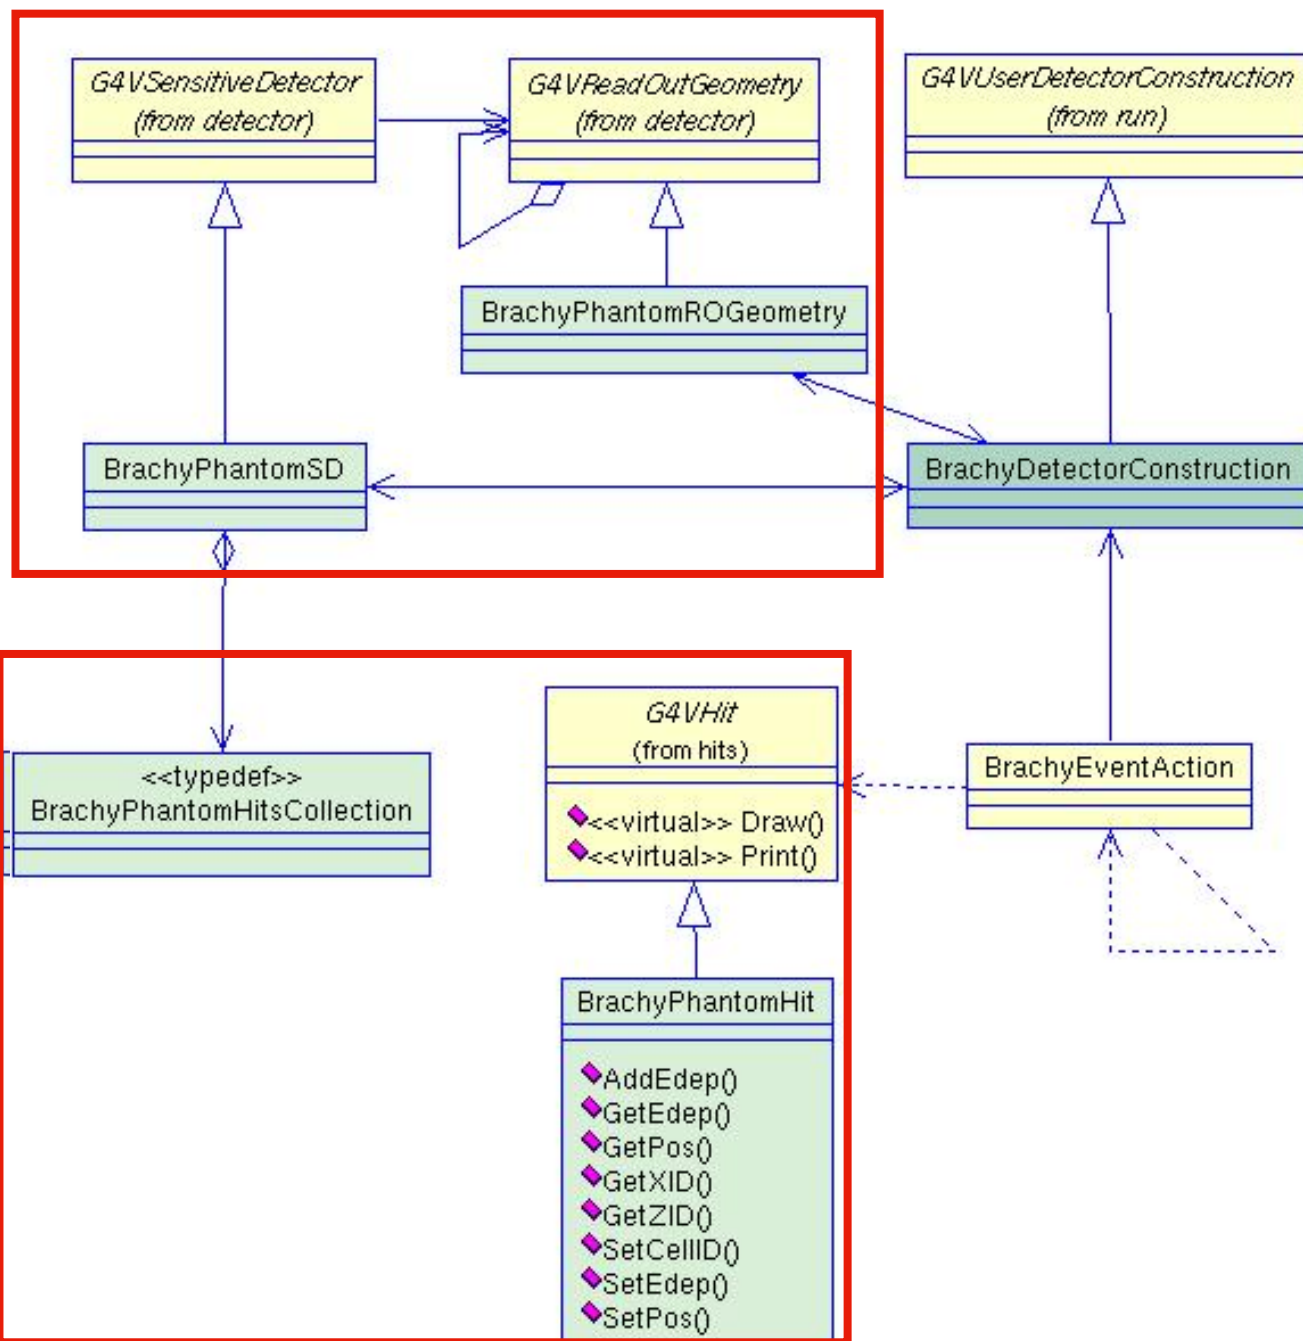 G4VSensitiveDetector
(from detector)
G4VReadOutGeometry
(from detector)
G4VUserDetectorConstruction
(from run)
BrachyPhantomROGeometry
BrachyPhantomSD
BrachyDetectorConstruction
<<typedef>>
BrachyPhantomHitsCollection
G4VHit
(from hits)
<<virtual>> Draw()
<<virtual>> Print()
BrachyEventAction
BrachyPhantomHit
AddEdep()
GetEdep()
GetPos()
GetXID()
GetZID()
SetCellID()
SetEdep()
SetPos()